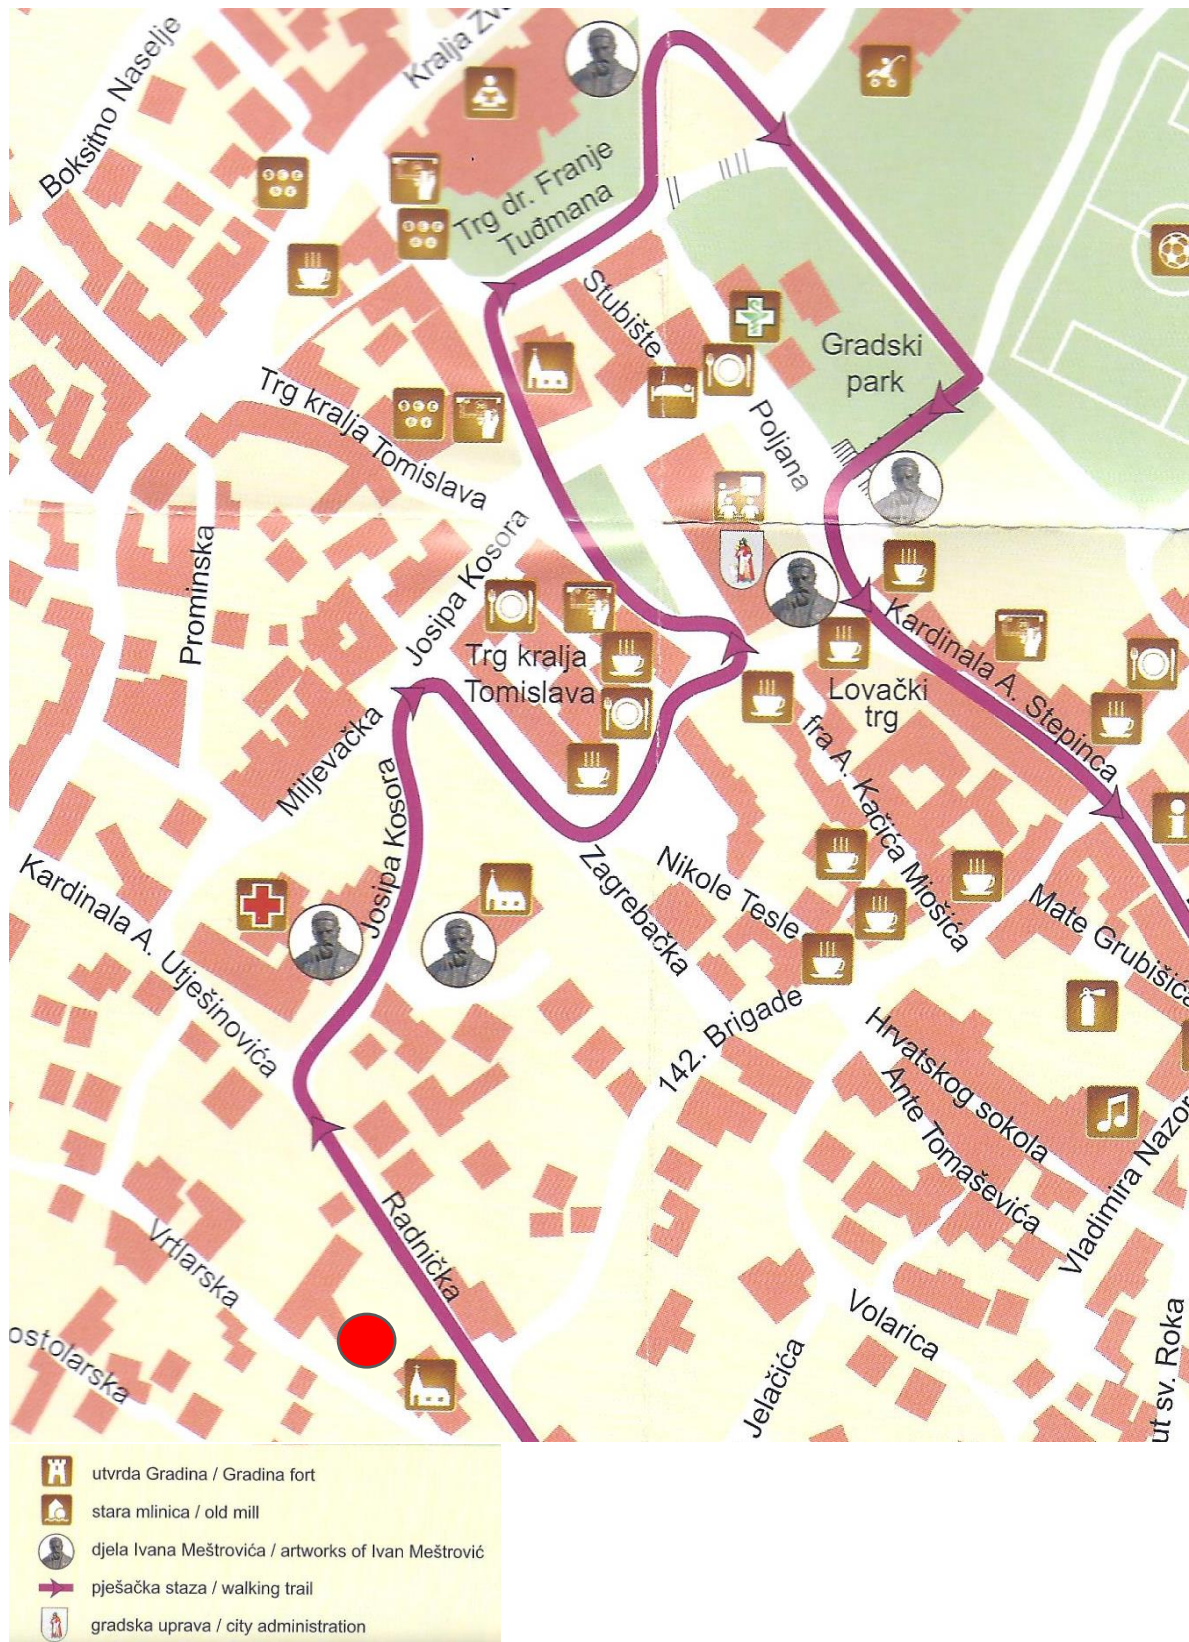 Boksitno Naselje
Kralja Zv
Trg dr. Franje
Tuđmana
Stubište
Gradski
park
Trg kralja Tomislava
Poljana
Prominska
Josipa Kosora
Trg kralja
Tomislava
Kardinala A. Stepinca
Lovački
trg
Miljevačka
Josipa Kosora
fra A. Kačića Miošića
Zagrebačka
Nikole Tesle
Kardinala A. Utješinovića
Mate Grubišića
142. Brigade
Hrvatskog sokola
Ante Tomaševića
Vladimira Nazor
Radnička
Vrtlarska
ostolarska
Volarica
Jelačića
ut sv. Roka
utvrda Gradina / Gradina fort
stara mlinica / old mill
djela Ivana Meštrovića / artworks of Ivan Meštrović
pješačka staza / walking trail
gradska uprava / city administration